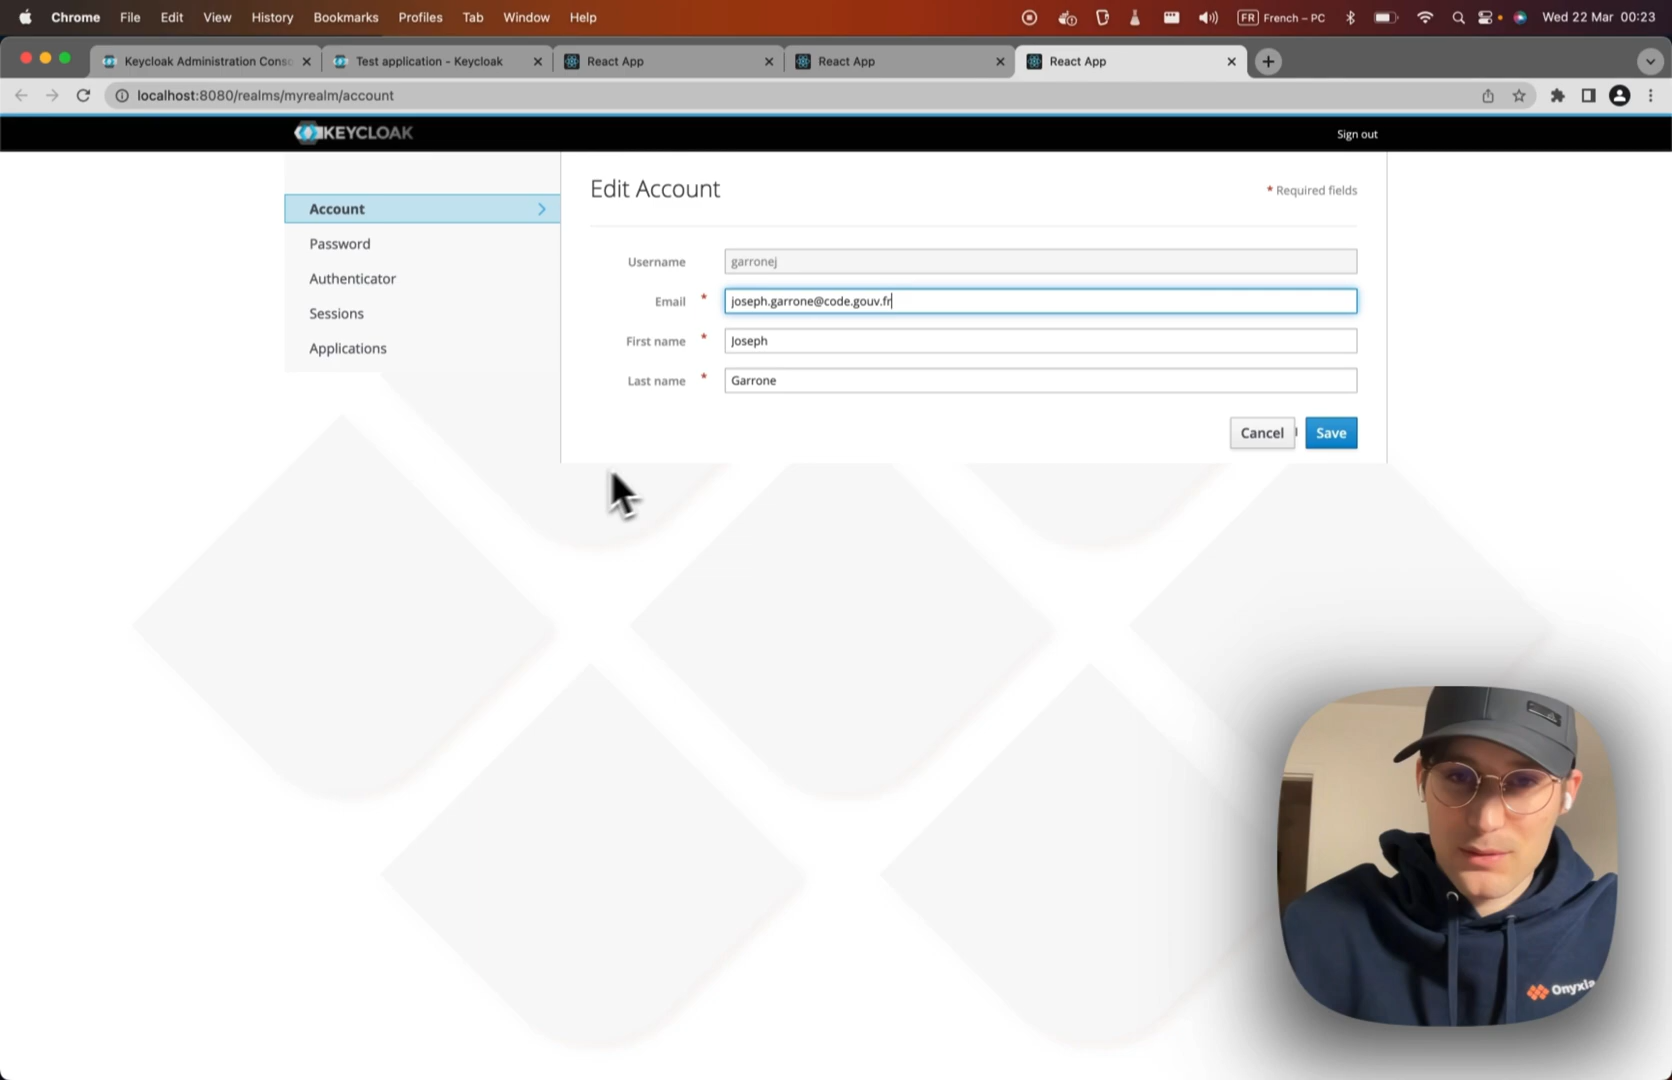 Chrome File Edit View History Bookmarks Profiles Tab Window Help FR French – PC Wed 22 Mar 00:23
Keycloak Administration Conso Test application - Keycloak React App React App React App
localhost:8080/realms/myrealm/account
KEYCLOAK Sign out
Edit Account * Required fields
Account
Password
Authenticator
Sessions
Applications
Username garronej
Email * joseph.garrone@code.gouv.fr
First name * Joseph
Last name * Garrone
Cancel Save
Onyxia